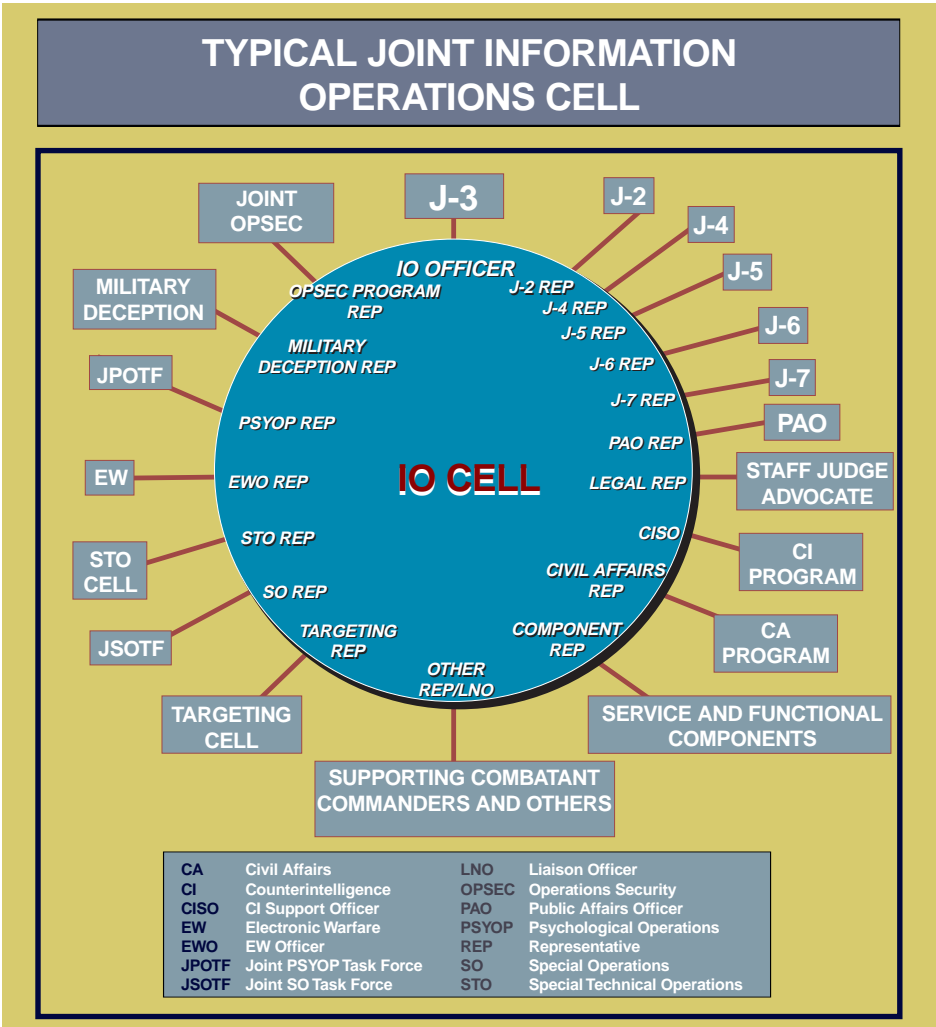 TYPICAL JOINT INFORMATION
OPERATIONS CELL
JOINT
OPSEC
J-3
J-2
J-4
J-5
J-6
J-7
PAO
STAFF JUDGE
ADVOCATE
CI
PROGRAM
CA
PROGRAM
SERVICE AND FUNCTIONAL
COMPONENTS
SUPPORTING COMBATANT
COMMANDERS AND OTHERS
TARGETING
CELL
JSOTF
STO
CELL
EW
JPOTF
MILITARY
DECEPTION
IO OFFICER
J-2 REP
J-4 REP
J-5 REP
J-6 REP
J-7 REP
PAO REP
LEGAL REP
CISO
CIVIL AFFAIRS
REP
COMPONENT
REP
OTHER
REP/LNO
TARGETING
REP
SO REP
STO REP
EWO REP
PSYOP REP
MILITARY
DECEPTION REP
OPSEC PROGRAM
REP
IO CELL
CA Civil Affairs
CI Counterintelligence
CISO CI Support Officer
EW Electronic Warfare
EWO EW Officer
JPOTF Joint PSYOP Task Force
JSOTF Joint SO Task Force
LNO Liaison Officer
OPSEC Operations Security
PAO Public Affairs Officer
PSYOP Psychological Operations
REP Representative
SO Special Operations
STO Special Technical Operations